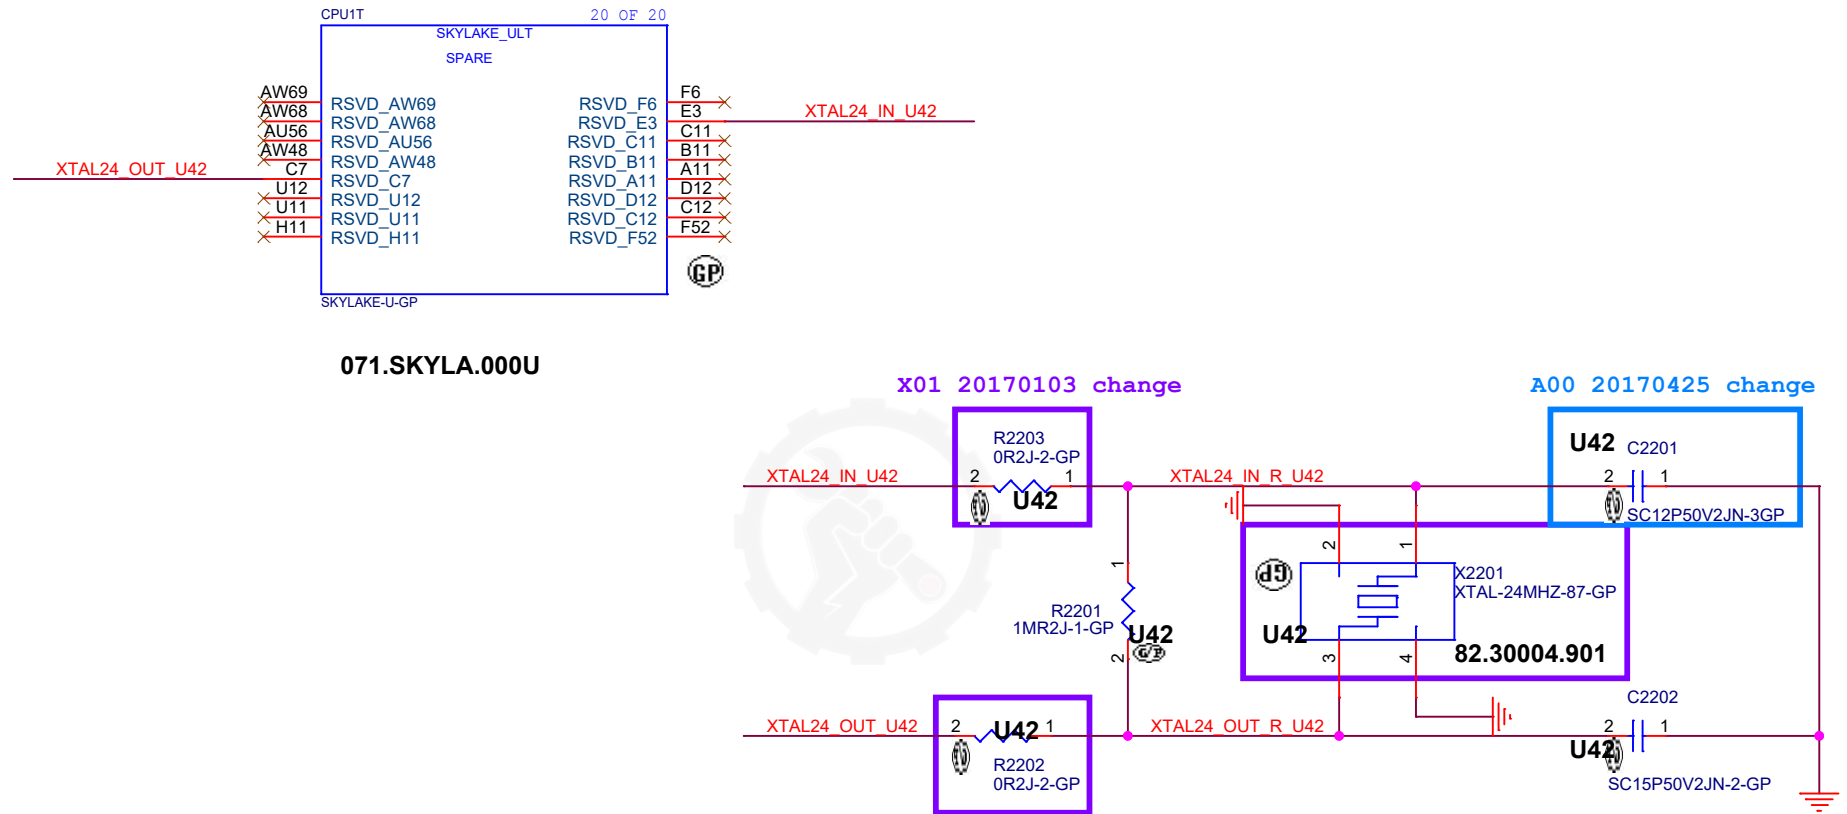 CPU1T
20 OF 20
SKYLAKE_ULT
SPARE
AW69 RSVD_AW69 RSVD_F6 F6
AW68 RSVD_AW68 RSVD_E3 E3 XTAL24_IN_U42
AU56 RSVD_AU56 RSVD_C11 C11
AW48 RSVD_AW48 RSVD_B11 B11
XTAL24_OUT_U42 C7 RSVD_C7 RSVD_A11 A11
U12 RSVD_U12 RSVD_D12 D12
U11 RSVD_U11 RSVD_C12 C12
H11 RSVD_H11 RSVD_F52 F52
GP
SKYLAKE-U-GP
071.SKYLA.000U
X01 20170103 change
A00 20170425 change
R2203
0R2J-2-GP
U42 C2201
XTAL24_IN_U42 2 1 XTAL24_IN_R_U42 2 1
U42
SC12P50V2JN-3GP
2 1
1
GP
X2201
XTAL-24MHZ-87-GP
R2201
1MR2J-1-GP
U42
U42
82.30004.901
2
G/P
3 4
C2202
XTAL24_OUT_U42 2 U42 1 XTAL24_OUT_R_U42 2 1
U42
R2202
0R2J-2-GP
SC15P50V2JN-2-GP